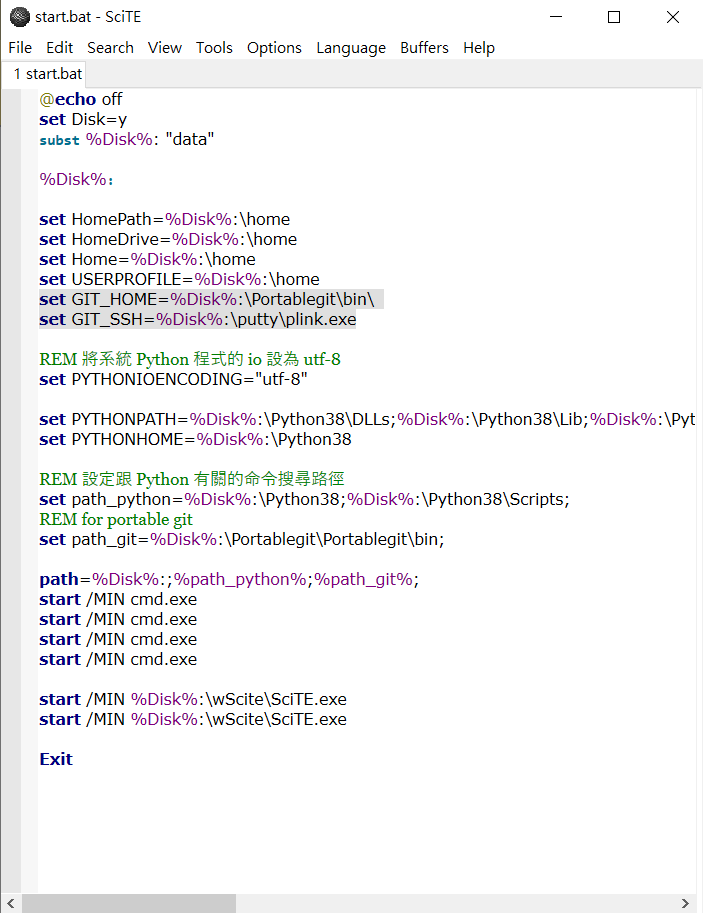 start.bat - SciTE
File Edit Search View Tools Options Language Buffers Help
1 start.bat
@echo off
set Disk=y
subst %Disk%: "data"
%Disk%:
set HomePath=%Disk%:\home
set HomeDrive=%Disk%:\home
set Home=%Disk%:\home
set USERPROFILE=%Disk%:\home
set GIT_HOME=%Disk%:\Portablegit\bin\
set GIT_SSH=%Disk%:\putty\plink.exe
REM 將系統 Python 程式的 io 設為 utf-8
set PYTHONIOENCODING="utf-8"
set PYTHONPATH=%Disk%:\Python38\DLLs;%Disk%:\Python38\Lib;%Disk%:\Pyt
set PYTHONHOME=%Disk%:\Python38
REM 設定跟 Python 有關的命令搜尋路徑
set path_python=%Disk%:\Python38;%Disk%:\Python38\Scripts;
REM for portable git
set path_git=%Disk%:\Portablegit\Portablegit\bin;
path=%Disk%:;%path_python%;%path_git%;
start /MIN cmd.exe
start /MIN cmd.exe
start /MIN cmd.exe
start /MIN cmd.exe
start /MIN %Disk%:\wScite\SciTE.exe
start /MIN %Disk%:\wScite\SciTE.exe
Exit